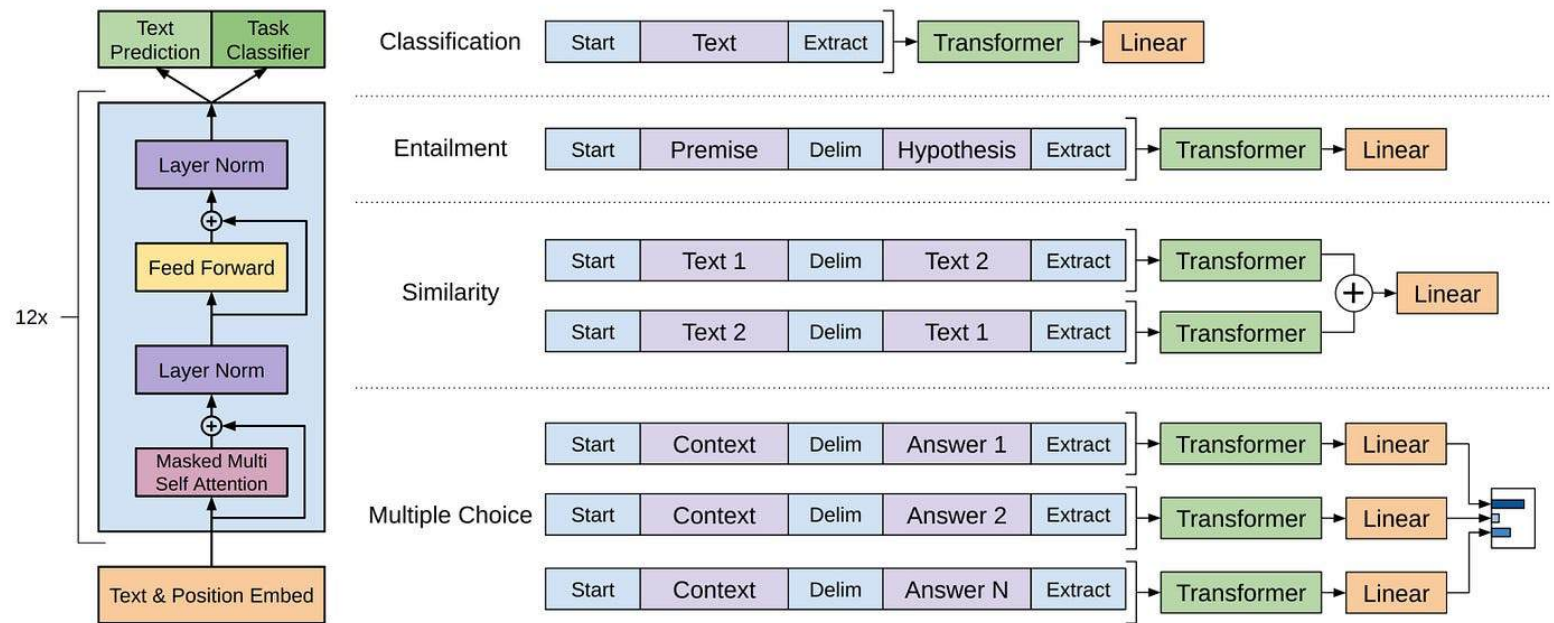 Text
Prediction
Task
Classifier
Layer Norm
Feed Forward
12x
Layer Norm
Masked Multi
Self Attention
Text & Position Embed
Classification
Start Text Extract Transformer Linear
Entailment
Start Premise Delim Hypothesis Extract Transformer Linear
Similarity
Start Text 1 Delim Text 2 Extract Transformer
Linear
Start Text 2 Delim Text 1 Extract Transformer
Multiple Choice
Start Context Delim Answer 1 Extract Transformer Linear
Start Context Delim Answer 2 Extract Transformer Linear
Start Context Delim Answer N Extract Transformer Linear